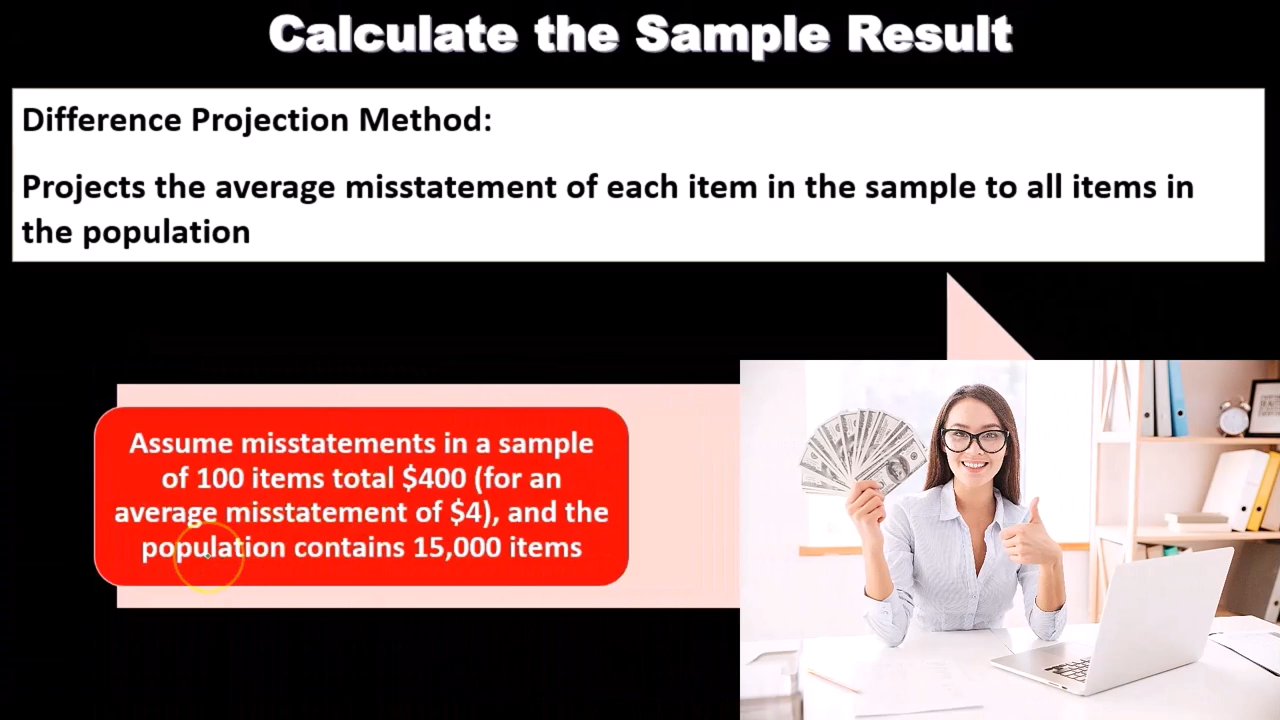 Calculate the Sample Result
Difference Projection Method:
Projects the average misstatement of each item in the sample to all items in
the population
Assume misstatements in a sample
of 100 items total $400 (for an
average misstatement of $4), and the
population contains 15,000 items